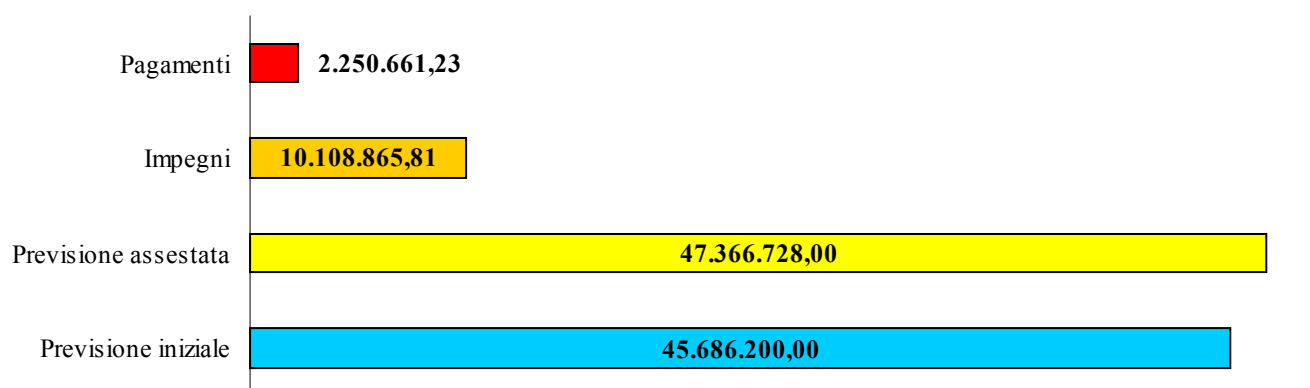 Pagamenti 2.250.661,23
Impegni 10.108.865,81
Previsione assestata 47.366.728,00
Previsione iniziale 45.686.200,00